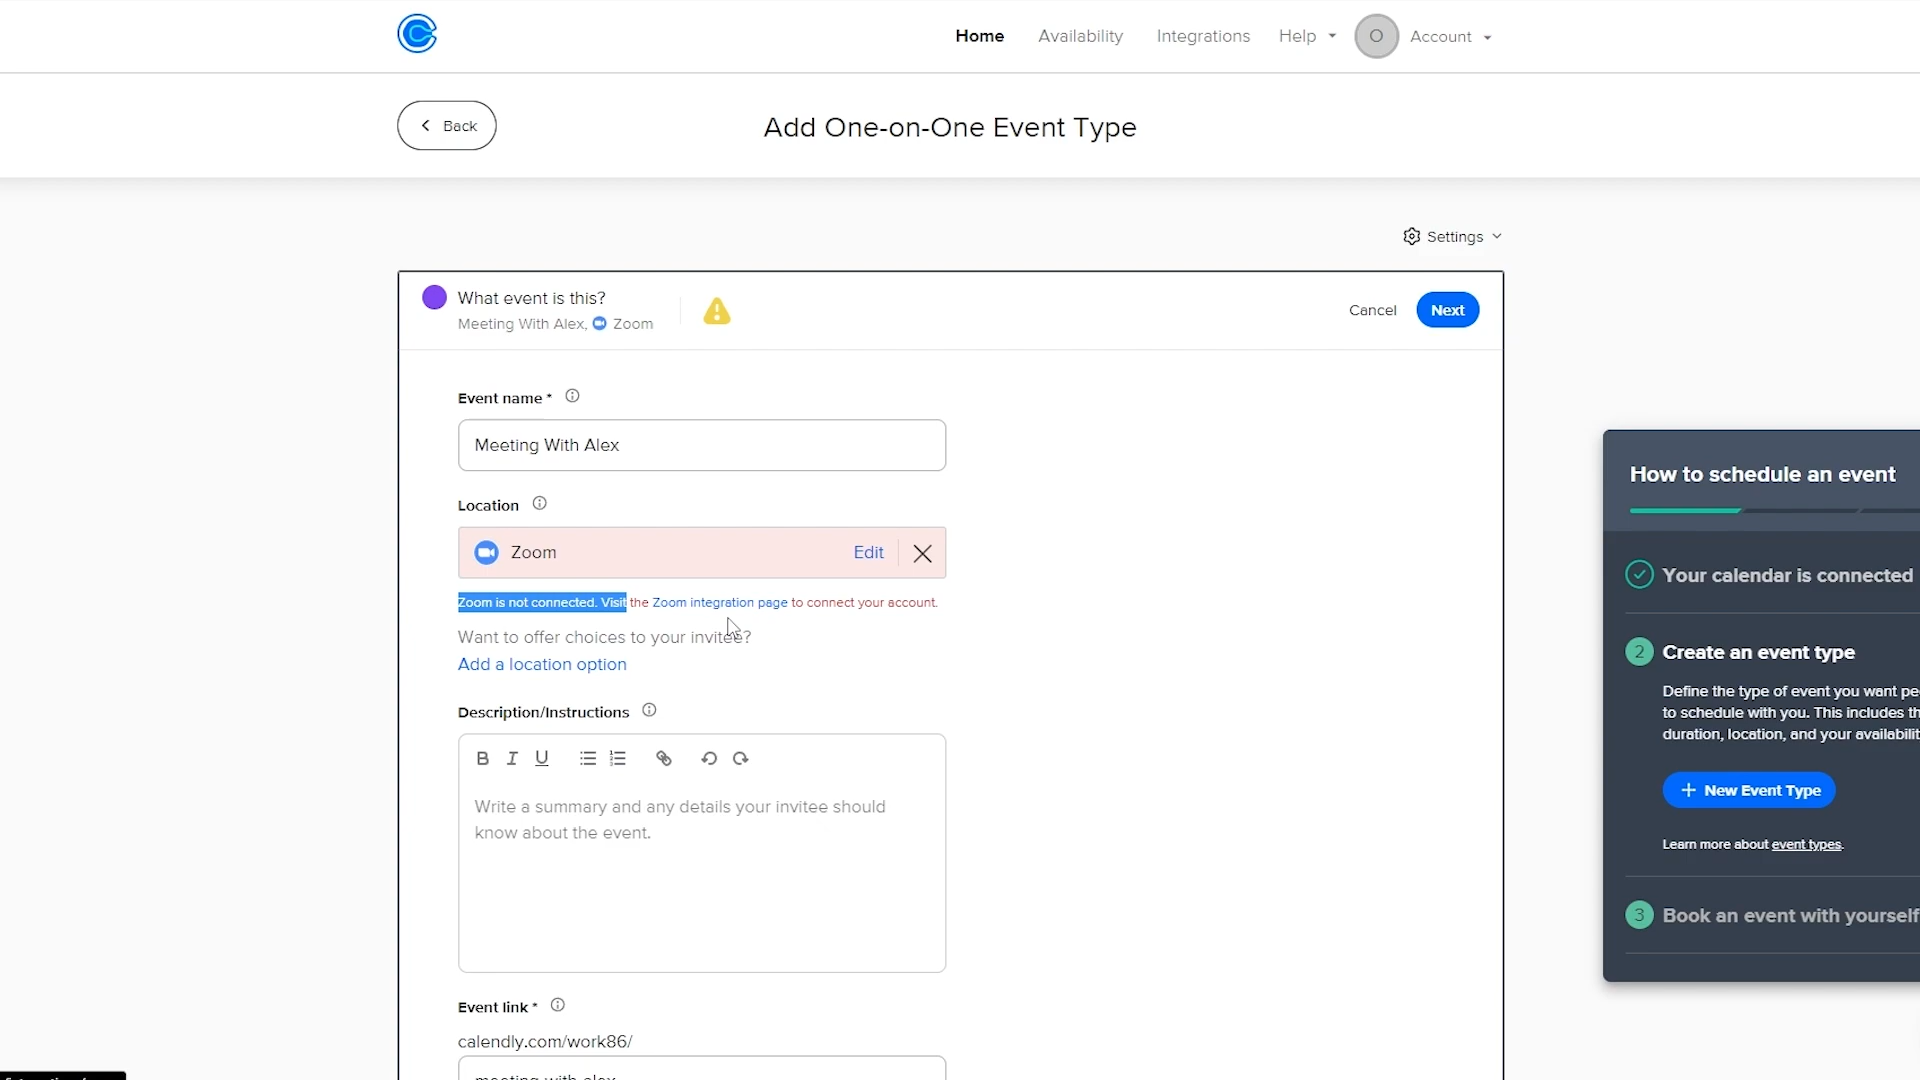 Home Availability Integrations Help O Account
Back
Add One-on-One Event Type
Settings
What event is this?
Meeting With Alex, Zoom
Cancel Next
Event name *
Meeting With Alex
Location
Zoom Edit
Zoom is not connected. Visit the Zoom integration page to connect your account.
Want to offer choices to your invitee?
Add a location option
Description/Instructions
B I U
Write a summary and any details your invitee should
know about the event.
Event link *
calendly.com/work86/
meeting-with-alex
How to schedule an event
Your calendar is connected
2 Create an event type
Define the type of event you want
to schedule with you. This includes
duration, location, and your
+ New Event Type
Learn more about event types.
3 Book an event with yourself